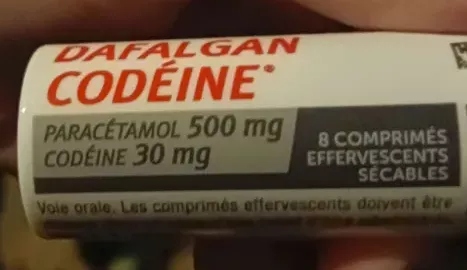 DAFALGAN
CODÉINE®
PARACÉTAMOL 500 mg
CODÉINE 30 mg
8 COMPRIMÉS
EFFERVESCENTS
SÉCABLES
Voie orale. Les comprimés effervescents doivent être